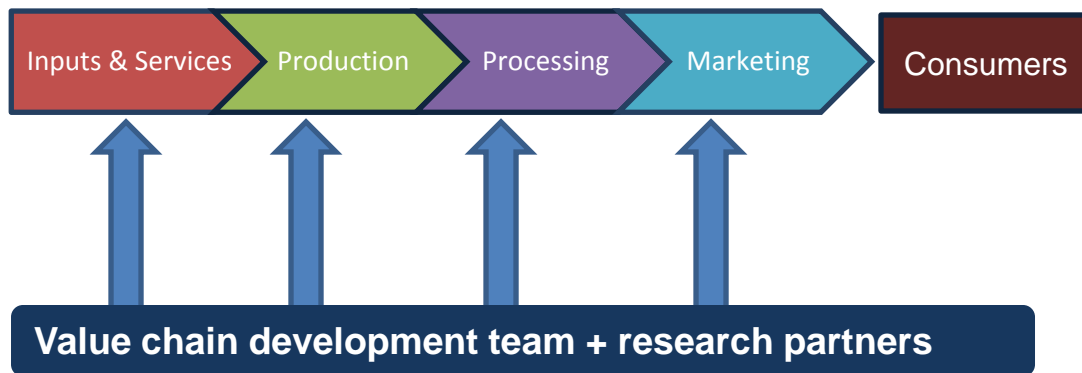 Inputs & Services
Production
Processing
Marketing
Consumers
Value chain development team + research partners